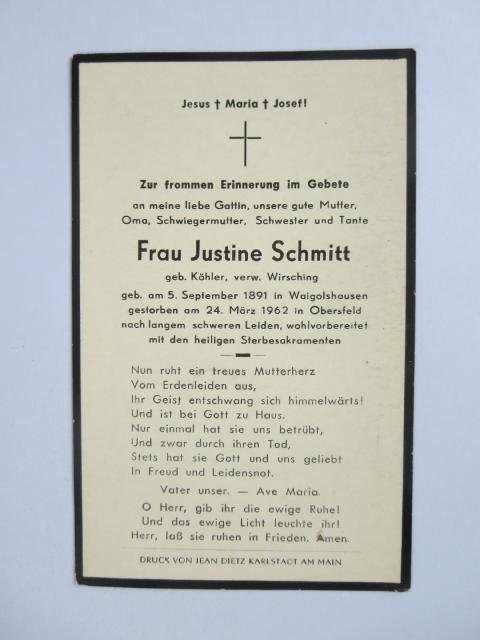 Jesus † Maria † Josef!
Zur frommen Erinnerung im Gebete
an meine liebe Gattin, unsere gute Mutter,
Oma, Schwiegermutter, Schwester und Tante
Frau Justine Schmitt
geb.Köhler, verw. Wirsching
geb. am 5. September 1891 in Waigolshausen
gestorben am 24. März 1962 in Obersfeld
nach langem schweren Leiden, wohlvorbereitet
mit den heiligen Sterbesakramenten
Nun ruht ein treues Mutterherz
Vom Erdenleiden aus,
Ihr Geist entschwang sich himmelwärts!
Und ist bei Gott zu Haus.
Nur einmal hat sie uns betrübt,
Und zwar durch ihren Tod,
Stets hat sie Gott und uns geliebt
In Freud und Leidensnot.
Vater unser. — Ave Maria.
O Herr, gib ihr die ewige Ruhe!
Und das ewige Licht leuchte ihr!
Herr, laß sie ruhen in Frieden. Amen.
DRUCK VON JEAN DIETZ KARLSTADT AM MAIN